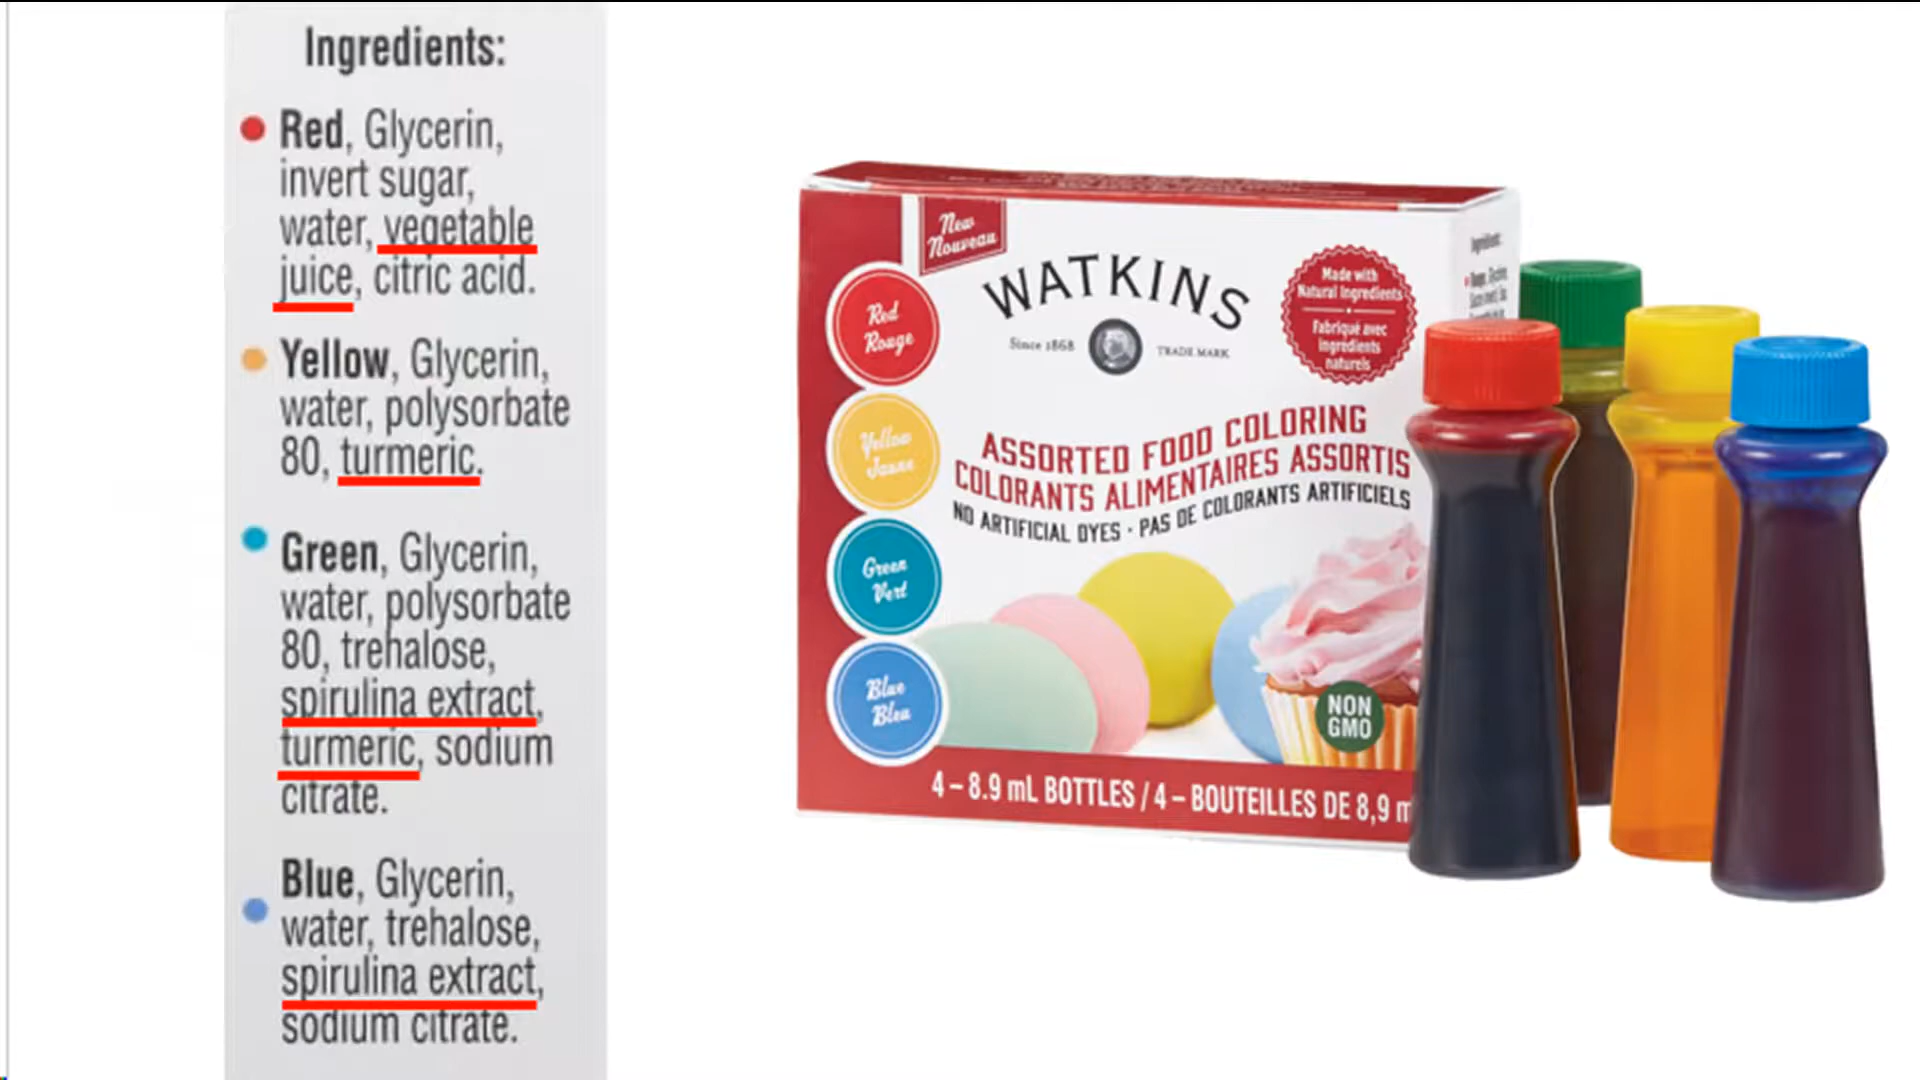 Ingredients:
Red, Glycerin,
invert sugar,
water, vegetable
juice, citric acid.
Yellow, Glycerin,
water, polysorbate
80, turmeric.
Green, Glycerin,
water, polysorbate
80, trehalose,
spirulina extract,
turmeric, sodium
citrate.
Blue, Glycerin,
water, trehalose,
spirulina extract,
sodium citrate.
New
Nouveau
WATKINS
Since 1868
TRADE MARK
Made with
Natural Ingredients
Fabriqué avec
ingrédients
naturels
Red
Rouge
Yellow
Jaune
Green
Vert
Blue
Bleu
ASSORTED FOOD COLORING
COLORANTS ALIMENTAIRES ASSORTIS
NO ARTIFICIAL DYES · PAS DE COLORANTS ARTIFICIELS
NON
GMO
4 – 8.9 mL BOTTLES / 4 – BOUTEILLES DE 8,9 m
Ingredients: